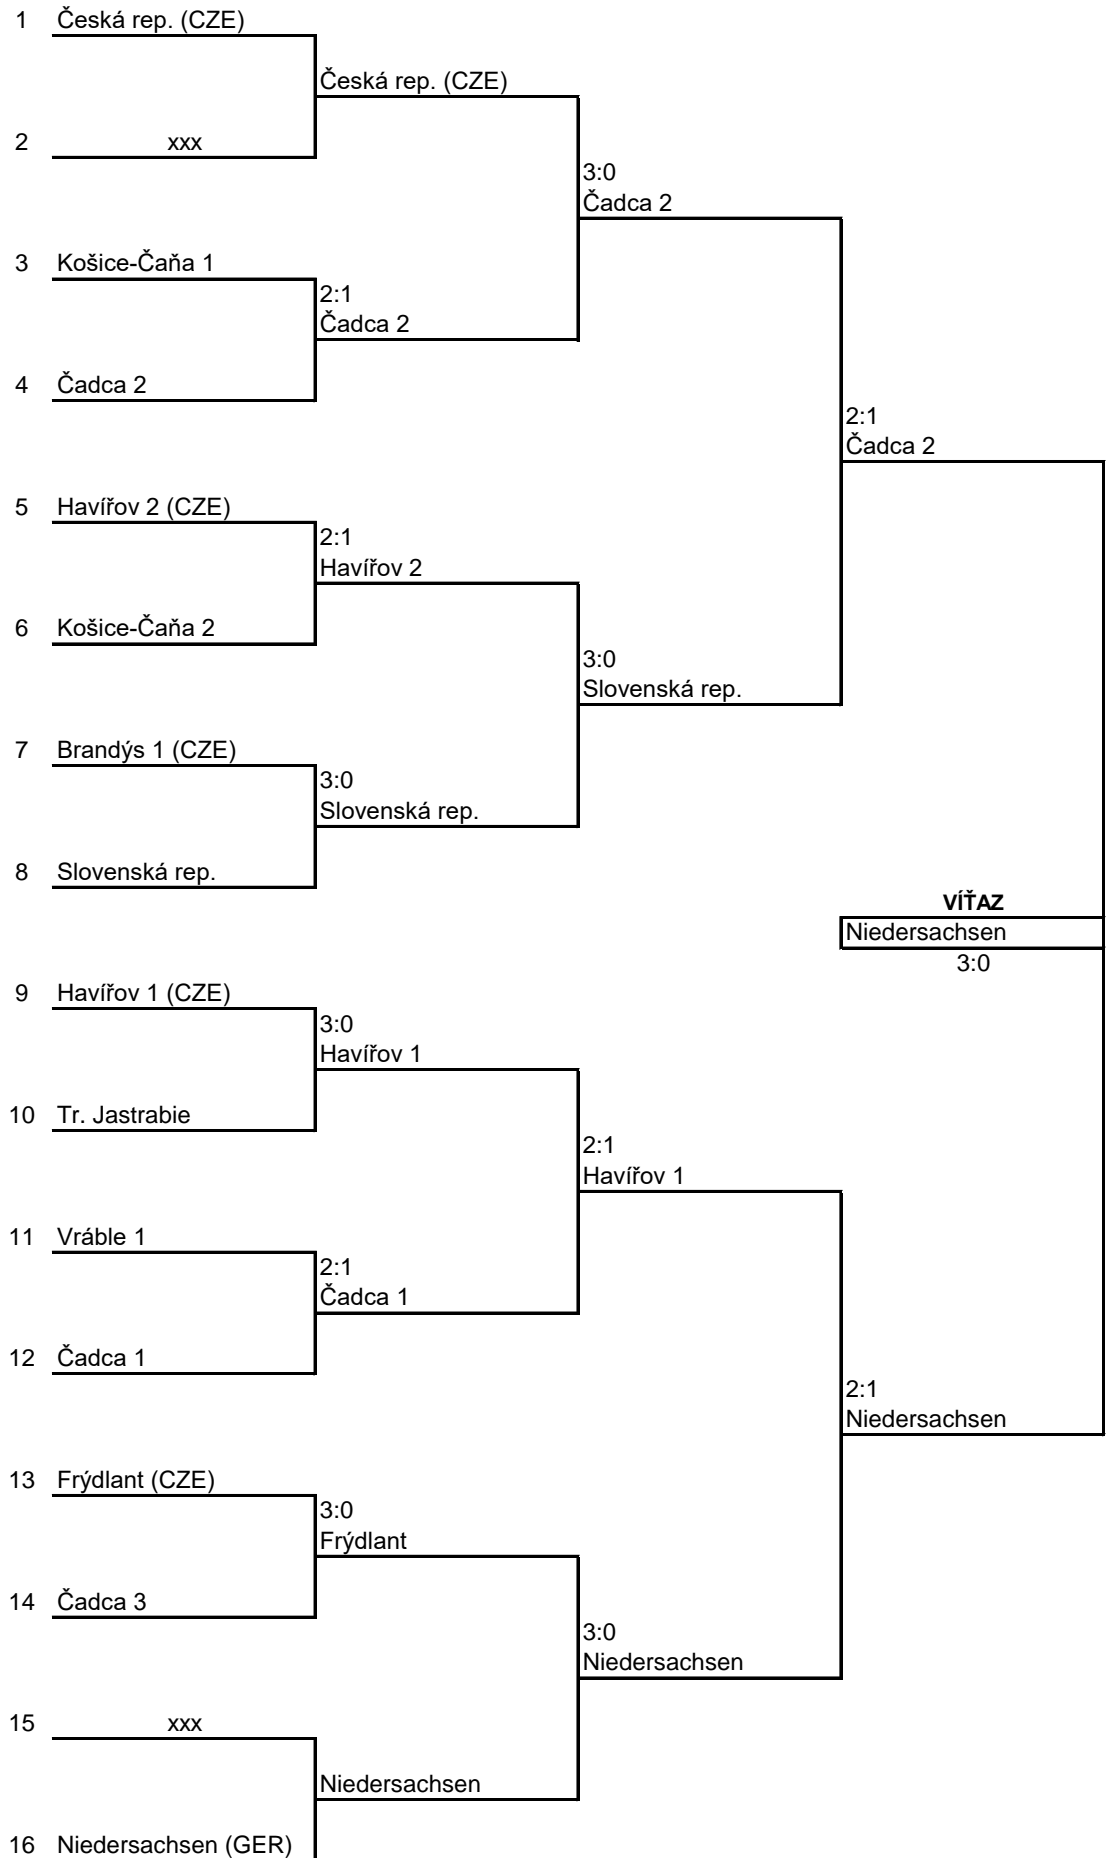 1 Česká rep. (CZE)
Česká rep. (CZE)
2 xxx
3:0
Čadca 2
3 Košice-Čaňa 1
2:1
Čadca 2
4 Čadca 2
2:1
Čadca 2
5 Havířov 2 (CZE)
2:1
Havířov 2
6 Košice-Čaňa 2
3:0
Slovenská rep.
7 Brandýs 1 (CZE)
3:0
Slovenská rep.
8 Slovenská rep.
VÍŤAZ
Niedersachsen
3:0
9 Havířov 1 (CZE)
3:0
Havířov 1
10 Tr. Jastrabie
2:1
Havířov 1
11 Vráble 1
2:1
Čadca 1
12 Čadca 1
2:1
Niedersachsen
13 Frýdlant (CZE)
3:0
Frýdlant
14 Čadca 3
3:0
Niedersachsen
15 xxx
Niedersachsen
16 Niedersachsen (GER)